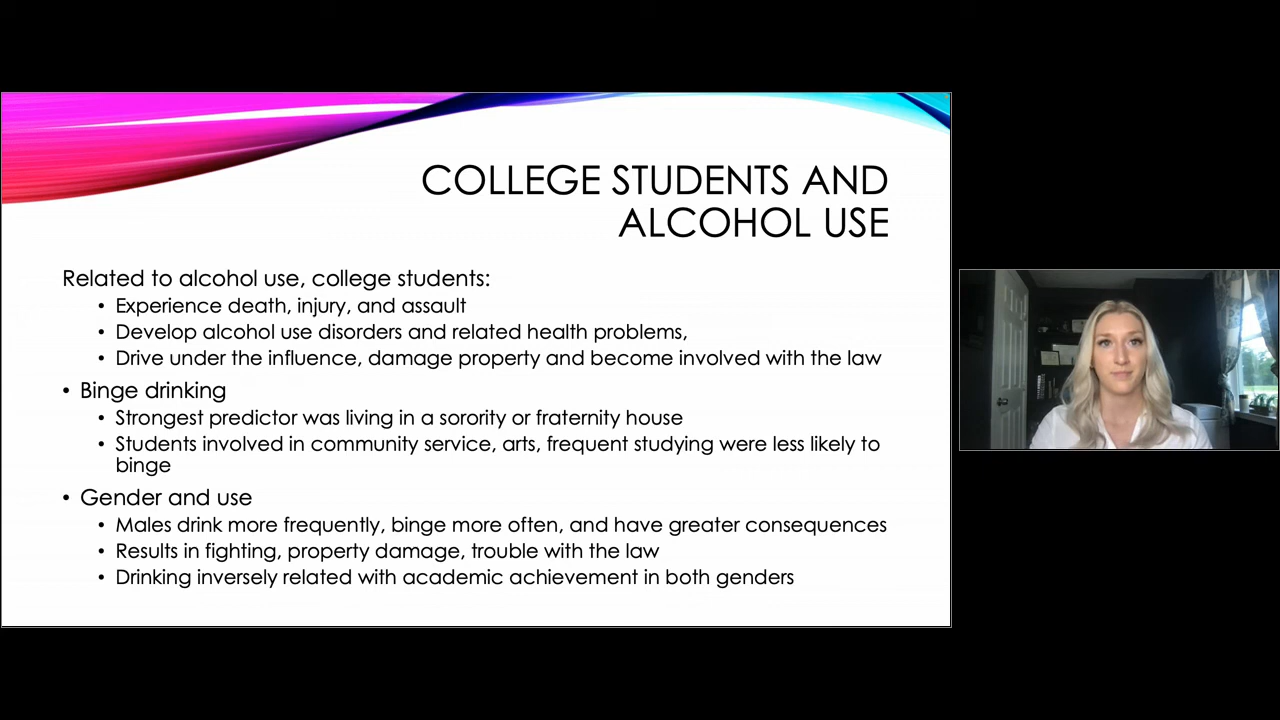 COLLEGE STUDENTS AND
ALCOHOL USE
Related to alcohol use, college students:
• Experience death, injury, and assault
• Develop alcohol use disorders and related health problems,
• Drive under the influence, damage property and become involved with the law
• Binge drinking
• Strongest predictor was living in a sorority or fraternity house
• Students involved in community service, arts, frequent studying were less likely to
binge
• Gender and use
• Males drink more frequently, binge more often, and have greater consequences
• Results in fighting, property damage, trouble with the law
• Drinking inversely related with academic achievement in both genders